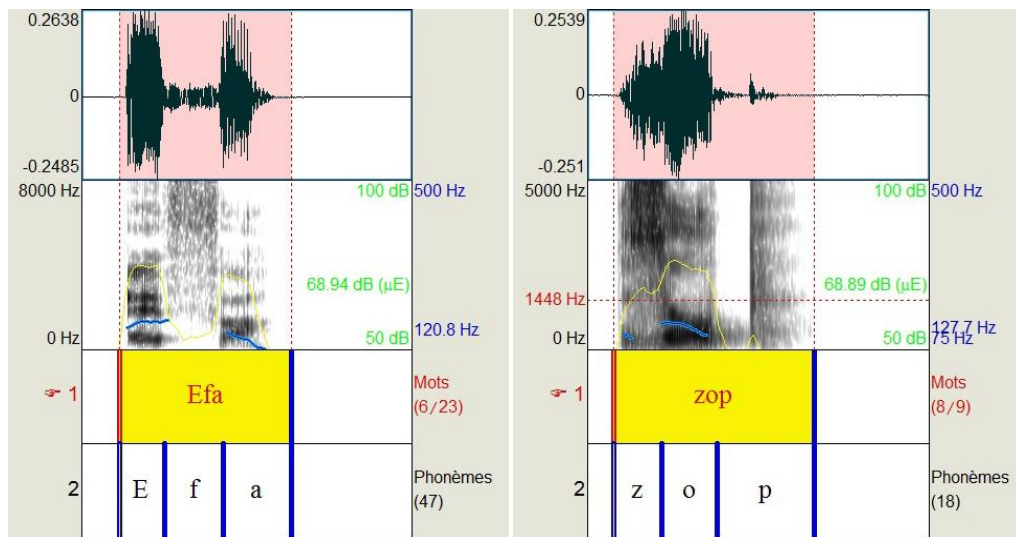 0.2638
0
-0.2485
8000 Hz
100 dB
500 Hz
68.94 dB (µE)
120.8 Hz
0 Hz
50 dB
☞ 1
Efa
Mots
(6/23)
2
E
f
a
Phonèmes
(47)
0.2539
0
-0.251
5000 Hz
100 dB
500 Hz
68.89 dB (µE)
1448 Hz
127.7 Hz
75 Hz
0 Hz
50 dB
☞ 1
zop
Mots
(8/9)
2
z
o
p
Phonèmes
(18)